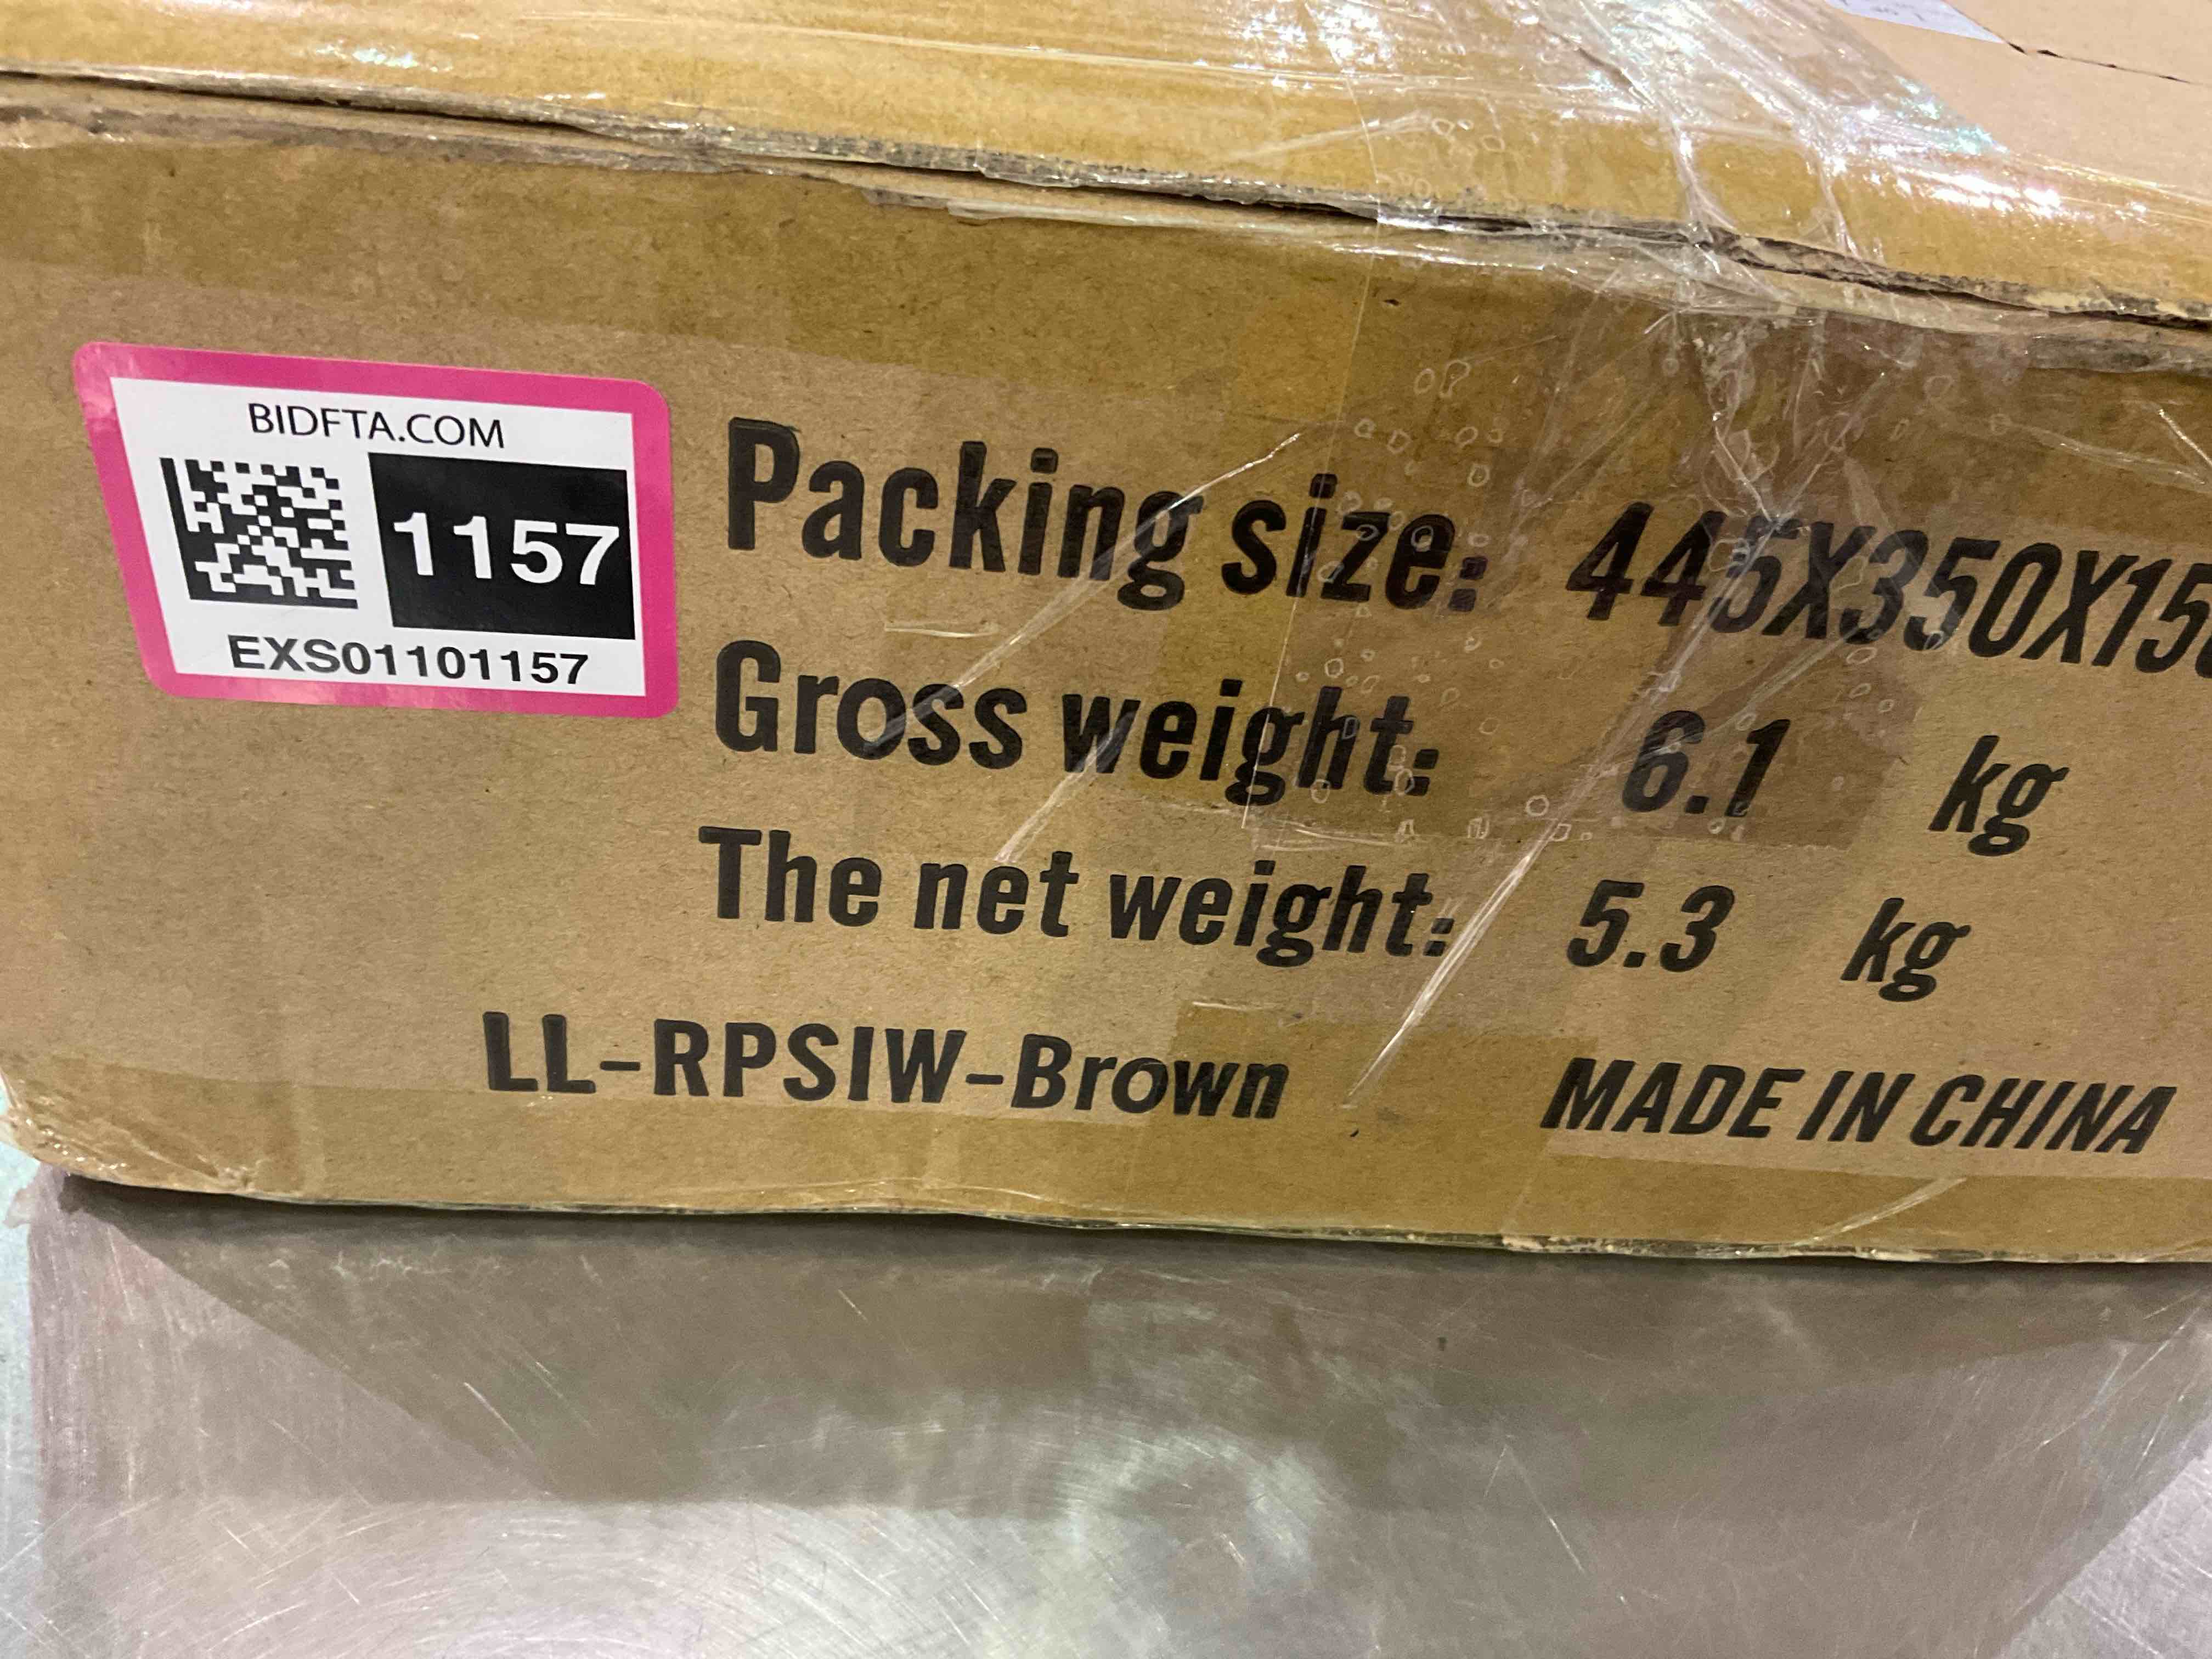 BIDFTA.COM
1157
EXS01101157
Packing size: 445X350X15
Gross weight: 6.1 kg
The net weight: 5.3 kg
LL-RPSIW-Brown MADE IN CHINA